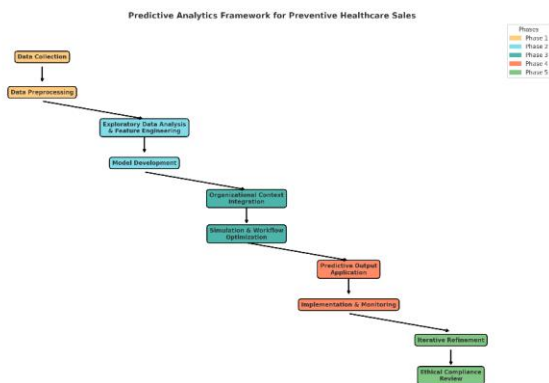 Predictive Analytics Framework for Preventive Healthcare Sales
Phases
Phase 1
Phase 2
Phase 3
Phase 4
Phase 5
Data Collection
Data Preprocessing
Exploratory Data Analysis
& Feature Engineering
Model Development
Organizational Context
Integration
Simulation & Workflow
Optimization
Predictive Output
Application
Implementation & Monitoring
Iterative Refinement
Ethical Compliance
Review